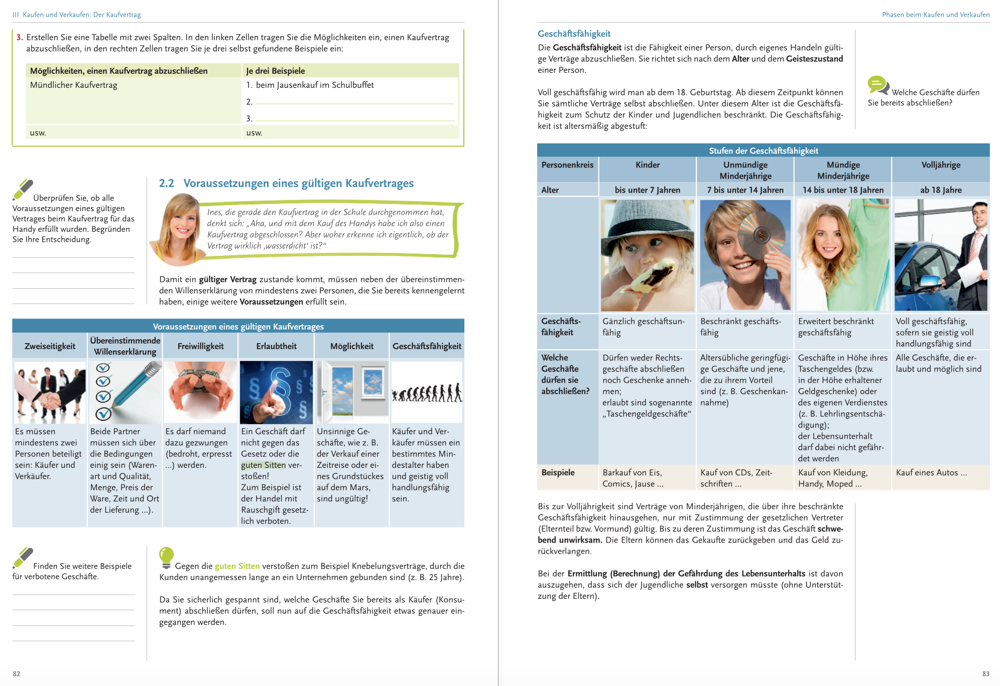 III Kaufen und Verkaufen: Der Kaufvertrag
3. Erstellen Sie eine Tabelle mit zwei Spalten. In den linken Zellen tragen Sie die Möglichkeiten ein, einen Kaufvertrag
abzuschließen, in den rechten Zellen tragen Sie je drei selbst gefundene Beispiele ein:
Möglichkeiten, einen Kaufvertrag abzuschließen
Je drei Beispiele
Mündlicher Kaufvertrag
1. beim Jausenkauf im Schulbuffet
2.
3.
usw.
usw.
Überprüfen Sie, ob alle
Voraussetzungen eines gültigen
Vertrages beim Kaufvertrag für das
Handy erfüllt wurden. Begründen
Sie Ihre Entscheidung.
2.2 Voraussetzungen eines gültigen Kaufvertrages
Ines, die gerade den Kaufvertrag in der Schule durchgenommen hat,
denkt sich: „Aha, und mit dem Kauf des Handys habe ich also einen
Kaufvertrag abgeschlossen? Aber woher erkenne ich eigentlich, ob der
Vertrag wirklich ‚wasserdicht‘ ist?“
Damit ein gültiger Vertrag zustande kommt, müssen neben der übereinstimmen-
den Willenserklärung von mindestens zwei Personen, die Sie bereits kennengelernt
haben, einige weitere Voraussetzungen erfüllt sein.
Voraussetzungen eines gültigen Kaufvertrages
Zweiseitigkeit
Es müssen
mindestens zwei
Personen beteiligt
sein: Käufer und
Verkäufer.
Übereinstimmende
Willenserklärung
Beide Partner
müssen sich über
die Bedingungen
einig sein (Waren-
art und Qualität,
Menge, Preis der
Ware, Zeit und Ort
der Lieferung ...).
Freiwilligkeit
Es darf niemand
dazu gezwungen
(bedroht, erpresst
...) werden.
Erlaubtheit
§ § § § §
Ein Geschäft darf
nicht gegen das
Gesetz oder die
guten Sitten ver-
stoßen!
Zum Beispiel ist
der Handel mit
Rauschgift gesetz-
lich verboten.
Möglichkeit
Unsinnige Ge-
schäfte, wie z. B.
der Verkauf einer
Zeitreise oder ei-
nes Grundstückes
auf dem Mars,
sind ungültig!
Geschäftsfähigkeit
Käufer und Ver-
käufer müssen ein
bestimmtes Min-
destalter haben
und geistig voll
handlungsfähig
sein.
Finden Sie weitere Beispiele
für verbotene Geschäfte.
Gegen die guten Sitten verstoßen zum Beispiel Knebelungsverträge, durch die
Kunden unangemessen lange an ein Unternehmen gebunden sind (z. B. 25 Jahre).
Da Sie sicherlich gespannt sind, welche Geschäfte Sie bereits als Käufer (Konsu-
ment) abschließen dürfen, soll nun auf die Geschäftsfähigkeit etwas genauer ein-
gegangen werden.
82
Phasen beim Kaufen und Verkaufen
Geschäftsfähigkeit
Die Geschäftsfähigkeit ist die Fähigkeit einer Person, durch eigenes Handeln gülti-
ge Verträge abzuschließen. Sie richtet sich nach dem Alter und dem Geisteszustand
einer Person.
Voll geschäftsfähig wird man ab dem 18. Geburtstag. Ab diesem Zeitpunkt können
Sie sämtliche Verträge selbst abschließen. Unter diesem Alter ist die Geschäftsfä-
higkeit zum Schutz der Kinder und Jugendlichen beschränkt. Die Geschäftsfähig-
keit ist altersmäßig abgestuft:
Welche Geschäfte dürfen
Sie bereits abschließen?
Stufen der Geschäftsfähigkeit
Personenkreis
Kinder
Unmündige
Minderjährige
Mündige
Minderjährige
Volljährige
Alter
bis unter 7 Jahren
7 bis unter 14 Jahren
14 bis unter 18 Jahren
ab 18 Jahre
Geschäfts-
fähigkeit
Gänzlich geschäftsun-
fähig
Beschränkt geschäfts-
fähig
Erweitert beschränkt
geschäftsfähig
Voll geschäftsfähig,
sofern sie geistig voll
handlungsfähig sind
Welche
Geschäfte
dürfen sie
abschließen?
Dürfen weder Rechts-
geschäfte abschließen
noch Geschenke anneh-
men;
erlaubt sind sogenannte
„Taschengeldgeschäfte“
Altersübliche geringfügi-
ge Geschäfte und jene,
die zu ihrem Vorteil
sind (z. B. Geschenkan-
nahme)
Geschäfte in Höhe ihres
Taschengeldes (bzw.
in der Höhe erhaltener
Geldgeschenke) oder
des eigenen Verdienstes
(z. B. Lehrlingsentschä-
digung);
der Lebensunterhalt
darf dabei nicht gefähr-
det werden
Alle Geschäfte, die er-
laubt und möglich sind
Beispiele
Barkauf von Eis,
Comics, Jause ...
Kauf von CDs, Zeit-
schriften ...
Kauf von Kleidung,
Handy, Moped ...
Kauf eines Autos ...
Bis zur Volljährigkeit sind Verträge von Minderjährigen, die über ihre beschränkte
Geschäftsfähigkeit hinausgehen, nur mit Zustimmung der gesetzlichen Vertreter
(Elternteil bzw. Vormund) gültig. Bis zu deren Zustimmung ist das Geschäft schwe-
bend unwirksam. Die Eltern können das Gekaufte zurückgeben und das Geld zu-
rückverlangen.
Bei der Ermittlung (Berechnung) der Gefährdung des Lebensunterhalts ist davon
auszugehen, dass sich der Jugendliche selbst versorgen müsste (ohne Unterstüt-
zung der Eltern).
83